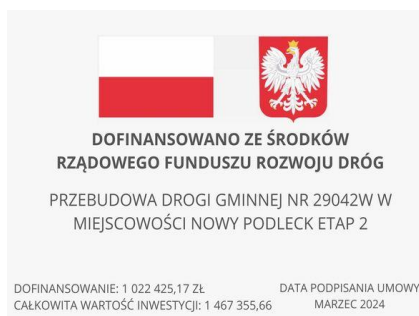 DOFINANSOWANO ZE ŚRODKÓW
RZĄDOWEGO FUNDUSZU ROZWOJU DRÓG
PRZEBUDOWA DROGI GMINNEJ NR 29042W W
MIEJSCOWOŚCI NOWY PODLECK ETAP 2
DOFINANSOWANIE: 1 022 425,17 ZŁ
CAŁKOWITA WARTOŚĆ INWESTYCJI: 1 467 355,66
DATA PODPISANIA UMOWY
MARZEC 2024